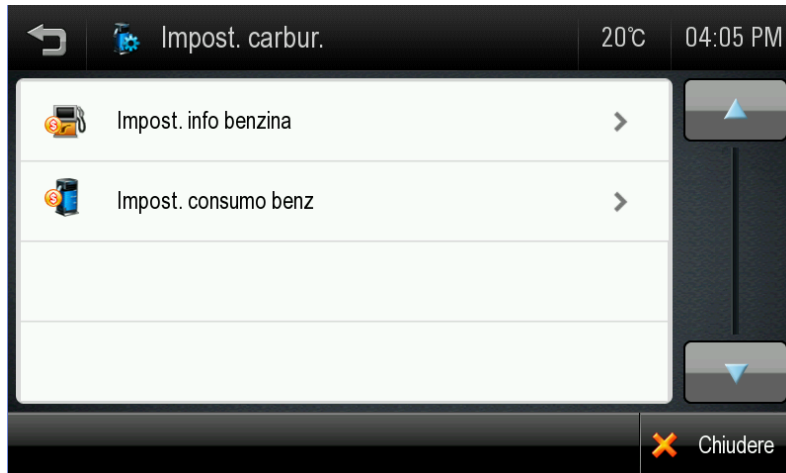 Impost. carbur. 20℃ 04:05 PM
Impost. info benzina
Impost. consumo benz
Chiudere